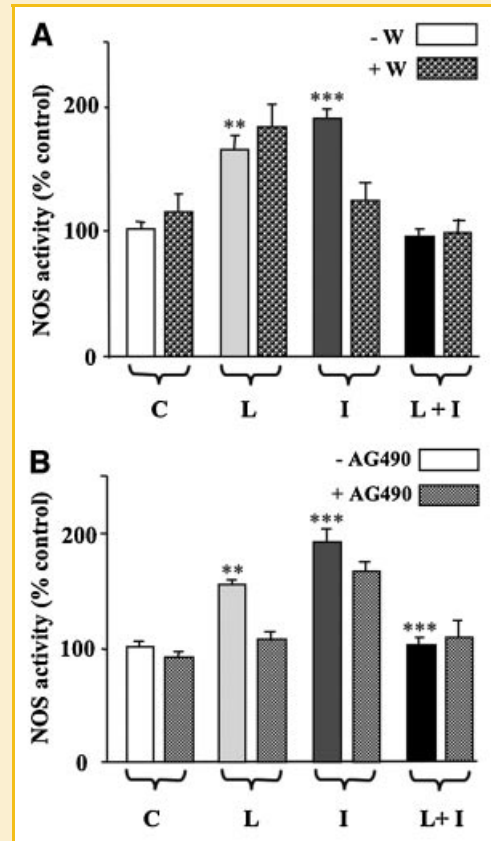 A
- W
+ W
NOS activity (% control)
200
100
0
**
***
C
L
I
L + I
B
- AG490
+ AG490
NOS activity (% control)
200
100
0
**
***
***
C
L
I
L+ I